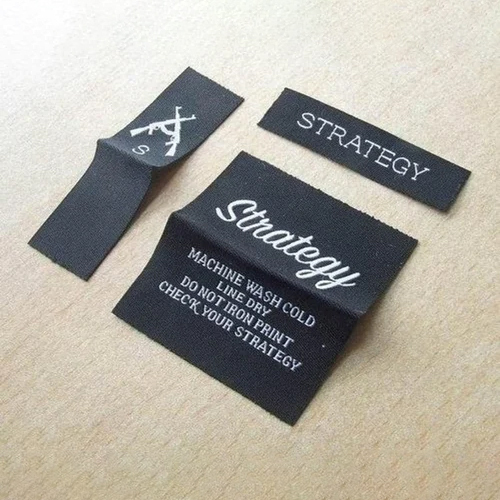 S
STRATEGY
Strategy
MACHINE WASH COLD
LINE DRY
DO NOT IRON PRINT
CHECK YOUR STRATEGY